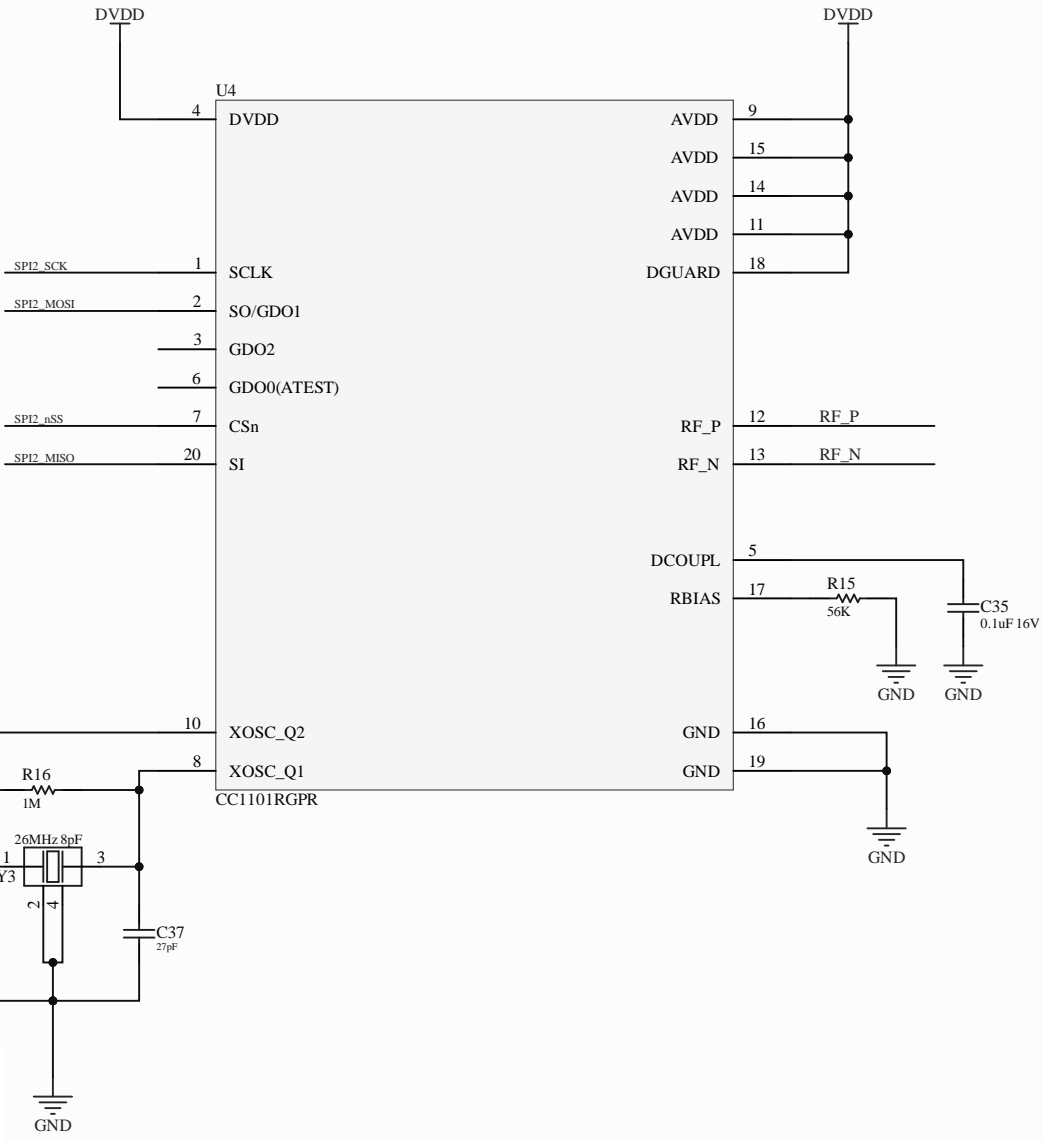 DVDD
DVDD
U4
4 DVDD
AVDD 9
AVDD 15
AVDD 14
AVDD 11
SPI2_SCK 1 SCLK
DGUARD 18
SPI2_MOSI 2 SO/GDO1
3 GDO2
6 GDO0(ATEST)
SPI2_nSS 7 CSn
RF_P 12 RF_P
SPI2_MISO 20 SI
RF_N 13 RF_N
DCOUPL 5
RBIAS 17
R15
56K
C35
0.1uF 16V
GND
GND
10 XOSC_Q2
GND 16
8 XOSC_Q1
GND 19
R16
1M
CC1101RGPR
26MHz 8pF
1
3
Y3
2
4
GND
C37
27pF
GND